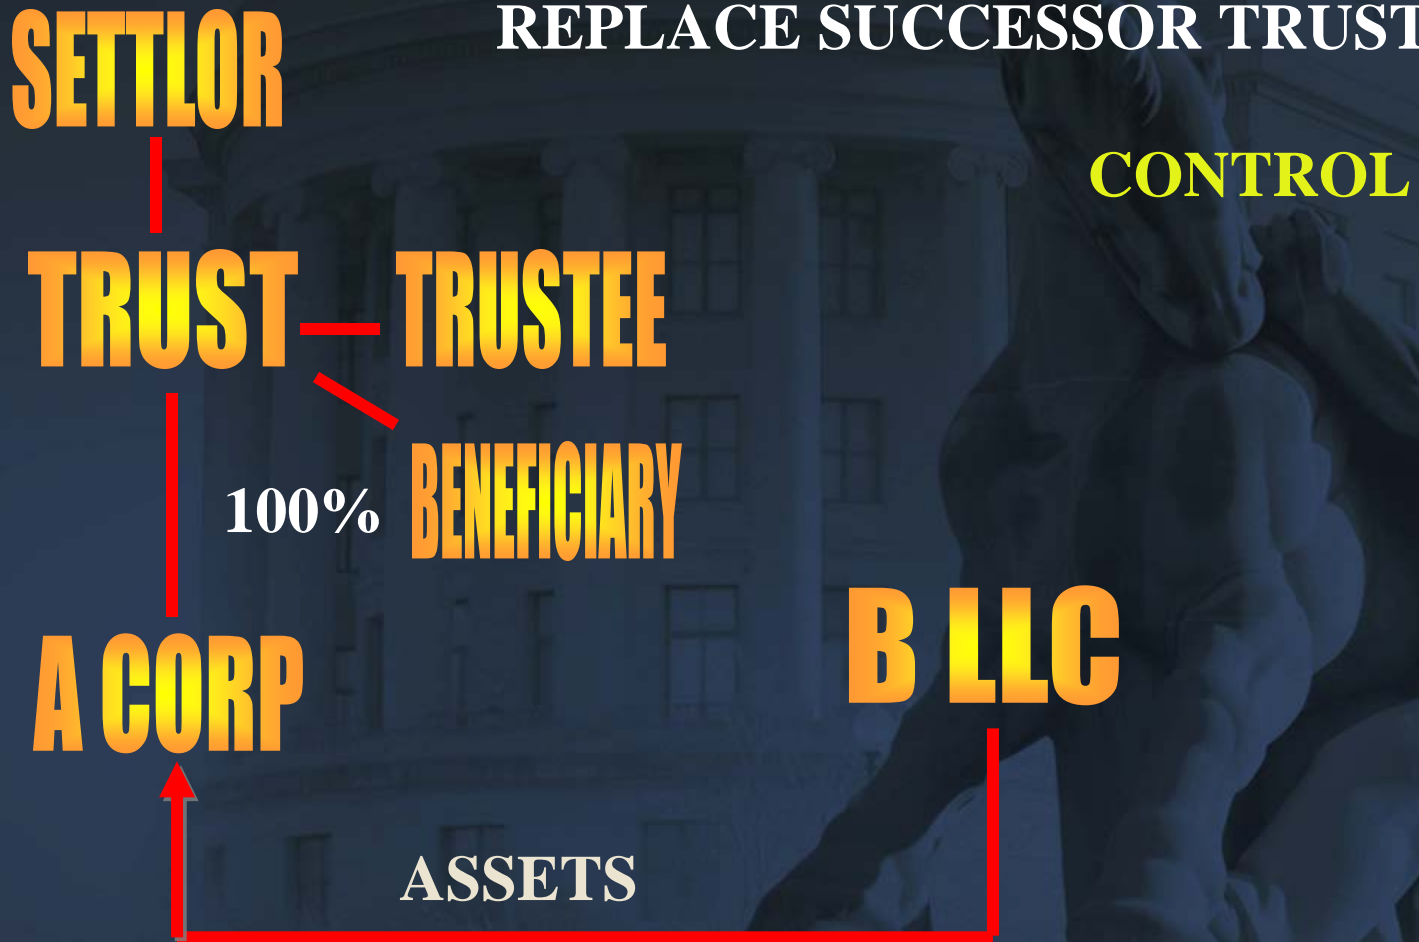 REPLACE SUCCESSOR TRUST
SETTLOR
CONTROL
TRUST TRUSTEE
BENEFICIARY
100%
A CORP
B LLC
ASSETS